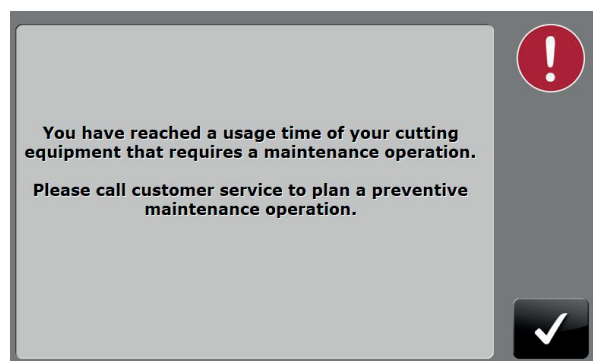 You have reached a usage time of your cutting
equipment that requires a maintenance operation.
Please call customer service to plan a preventive
maintenance operation.